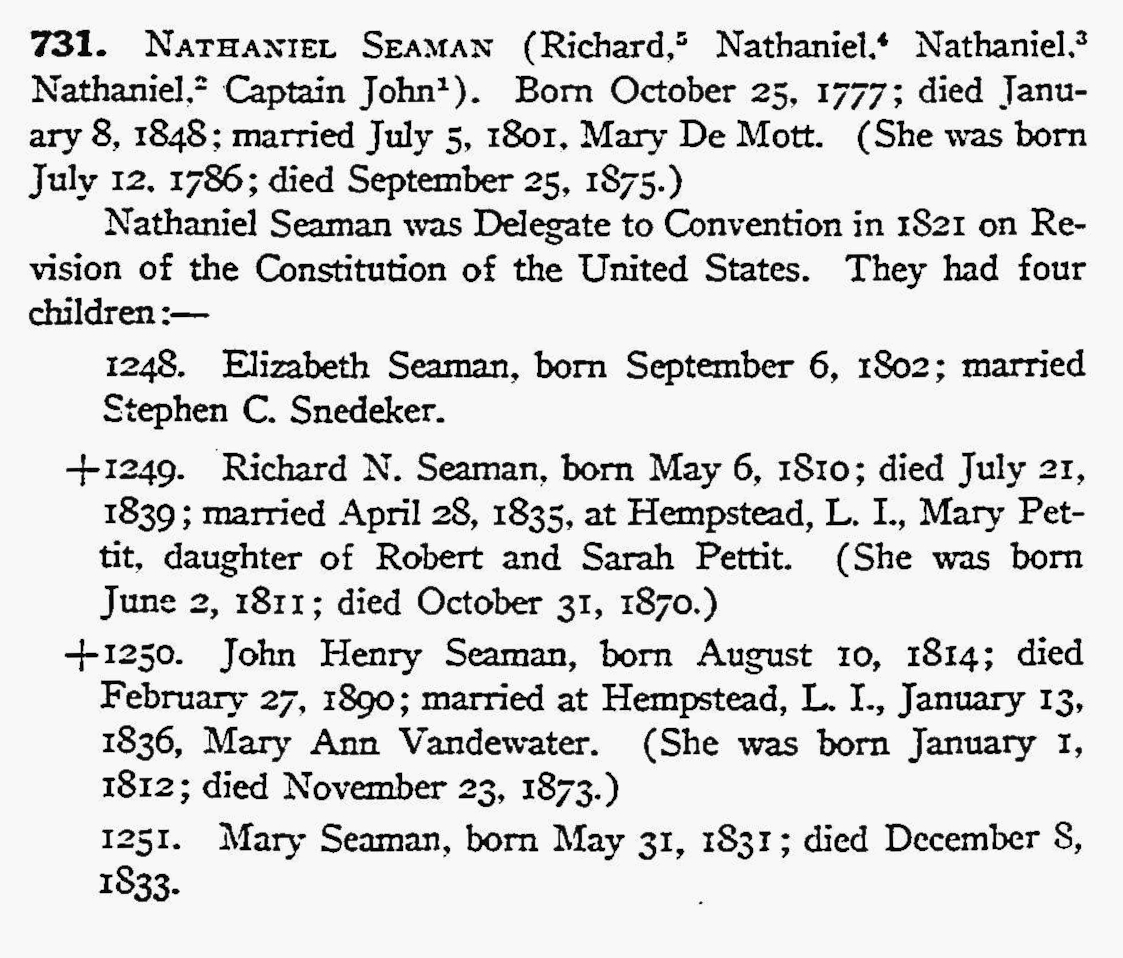 731. NATHANIEL SEAMAN (Richard,⁵ Nathaniel,⁴ Nathaniel,³
Nathaniel,² Captain John¹). Born October 25, 1777; died Janu-
ary 8, 1848; married July 5, 1801, Mary De Mott. (She was born
July 12, 1786; died September 25, 1875.)
Nathaniel Seaman was Delegate to Convention in 1821 on Re-
vision of the Constitution of the United States. They had four
children:—
1248. Elizabeth Seaman, born September 6, 1802; married
Stephen C. Snedeker.
+1249. Richard N. Seaman, born May 6, 1810; died July 21,
1839; married April 28, 1835, at Hempstead, L. I., Mary Pet-
tit, daughter of Robert and Sarah Pettit. (She was born
June 2, 1811; died October 31, 1870.)
+1250. John Henry Seaman, born August 10, 1814; died
February 27, 1890; married at Hempstead, L. I., January 13,
1836, Mary Ann Vandewater. (She was born January 1,
1812; died November 23, 1873.)
1251. Mary Seaman, born May 31, 1831; died December 8,
1833.